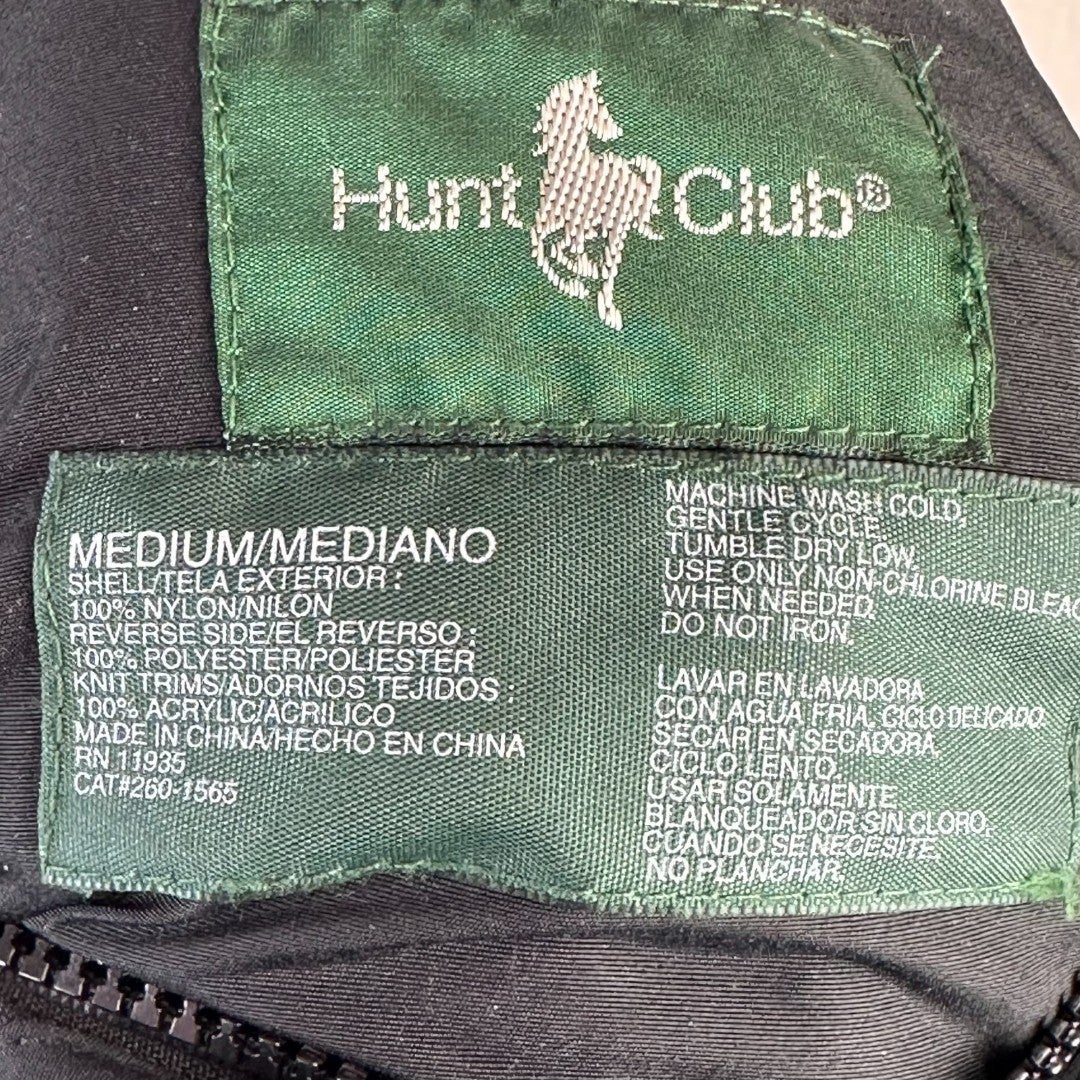 Hunt Club®
MEDIUM/MEDIANO
SHELL/TELA EXTERIOR :
100% NYLON/NILON
REVERSE SIDE/EL REVERSO :
100% POLYESTER/POLIESTER
KNIT TRIMS/ADORNOS TEJIDOS :
100% ACRYLIC/ACRILICO
MADE IN CHINA/HECHO EN CHINA
RN 11935
CAT#260-1565
MACHINE WASH COLD,
GENTLE CYCLE.
TUMBLE DRY LOW.
USE ONLY NON-CHLORINE BLEAC
WHEN NEEDED.
DO NOT IRON.
LAVAR EN LAVADORA
CON AGUA FRIA, CICLO DELICADO.
SECAR EN SECADORA
CICLO LENTO.
USAR SOLAMENTE
BLANQUEADOR SIN CLORO,
CUANDO SE NECESITE.
NO PLANCHAR.